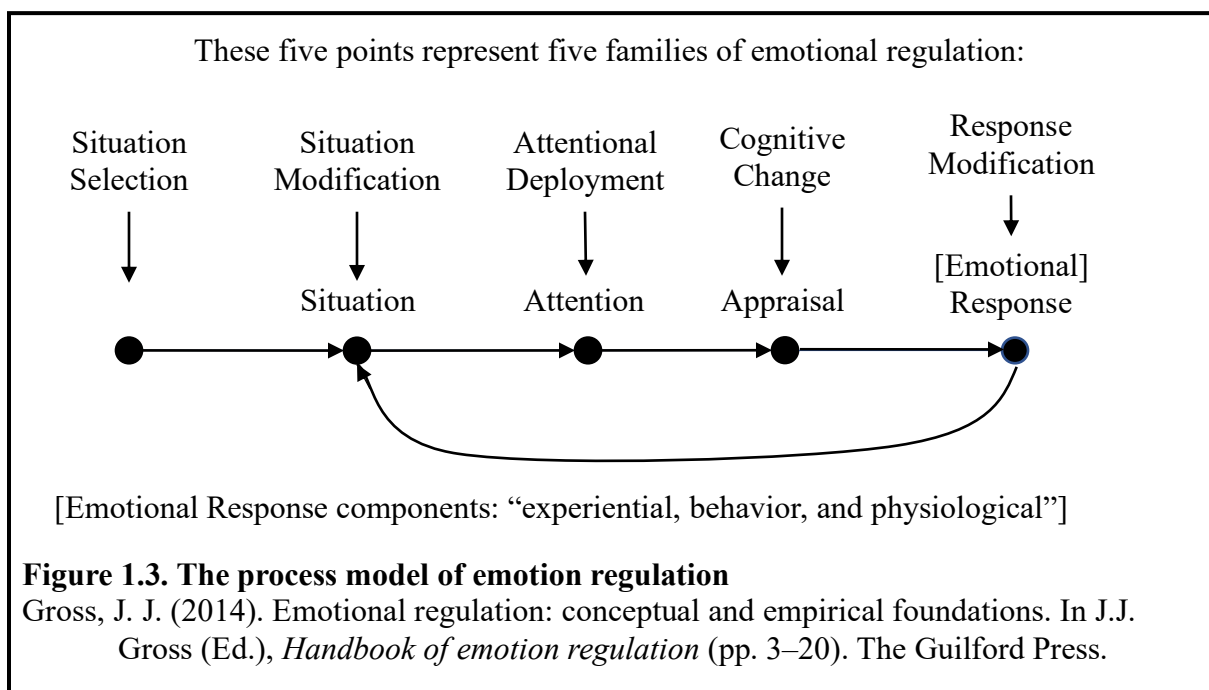 These five points represent five families of emotional regulation:
Situation
Selection
Situation
Modification
Attentional
Deployment
Cognitive
Change
Response
Modification
Situation
Attention
Appraisal
[Emotional]
Response
[Emotional Response components: “experiential, behavior, and physiological”]
Figure 1.3. The process model of emotion regulation
Gross, J. J. (2014). Emotional regulation: conceptual and empirical foundations. In J.J.
Gross (Ed.), Handbook of emotion regulation (pp. 3–20). The Guilford Press.